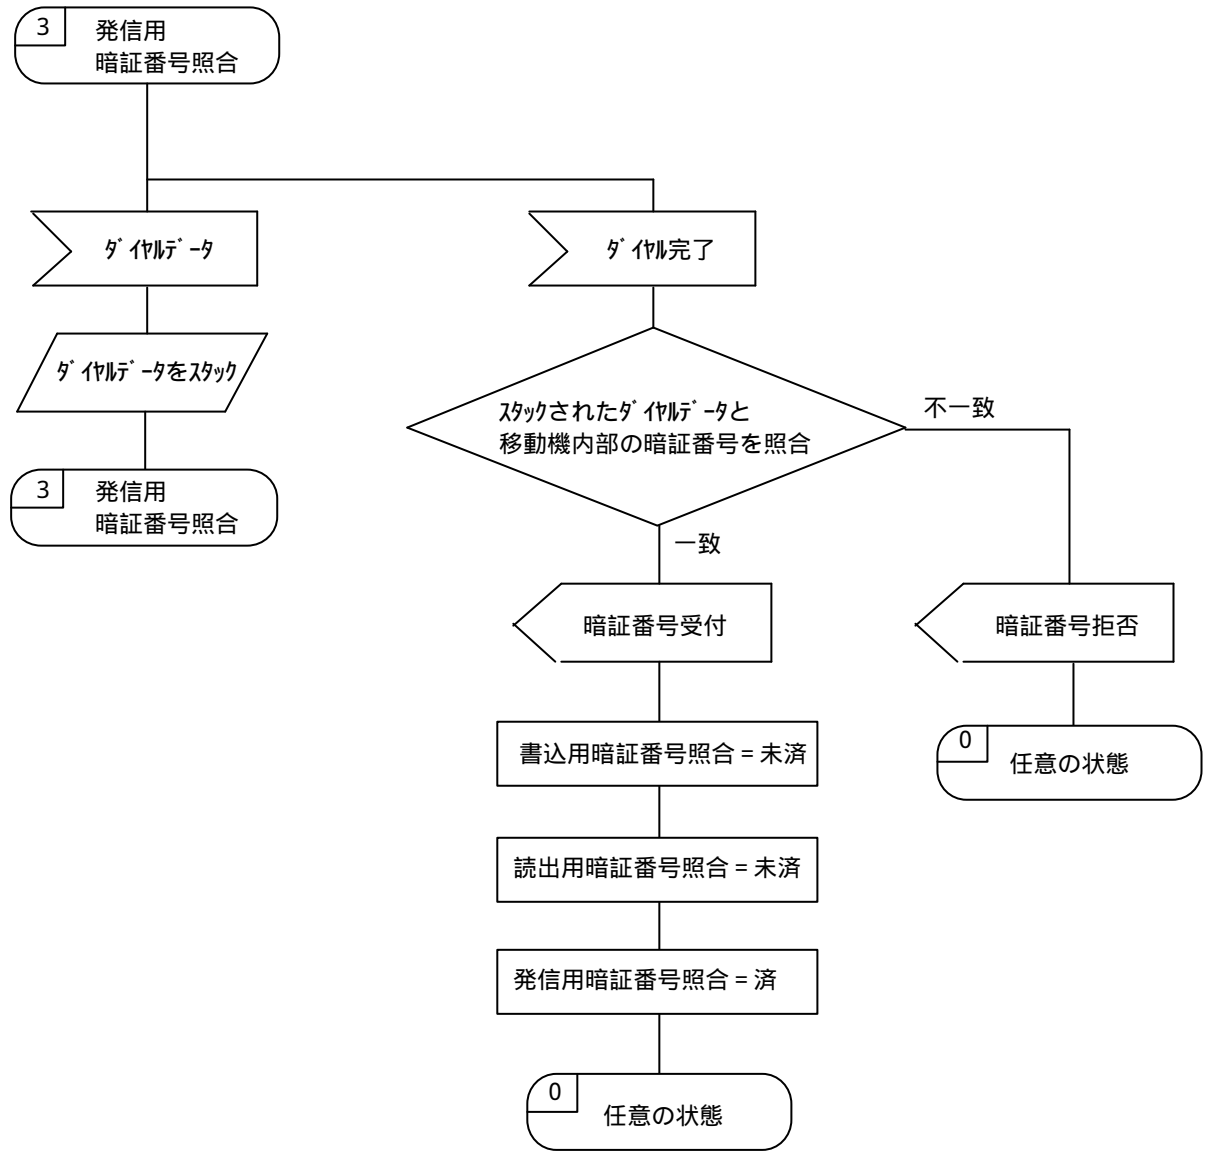 3
発信用
暗証番号照合
ﾀﾞｲﾔﾙﾃﾞｰﾀ
ﾀﾞｲﾔﾙ完了
ﾀﾞｲﾔﾙﾃﾞｰﾀをｽﾀｯｸ
3
発信用
暗証番号照合
ｽﾀｯｸされたﾀﾞｲﾔﾙﾃﾞｰﾀと
移動機内部の暗証番号を照合
不一致
一致
暗証番号受付
暗証番号拒否
書込用暗証番号照合 = 未済
0
任意の状態
読出用暗証番号照合 = 未済
発信用暗証番号照合 = 済
0
任意の状態